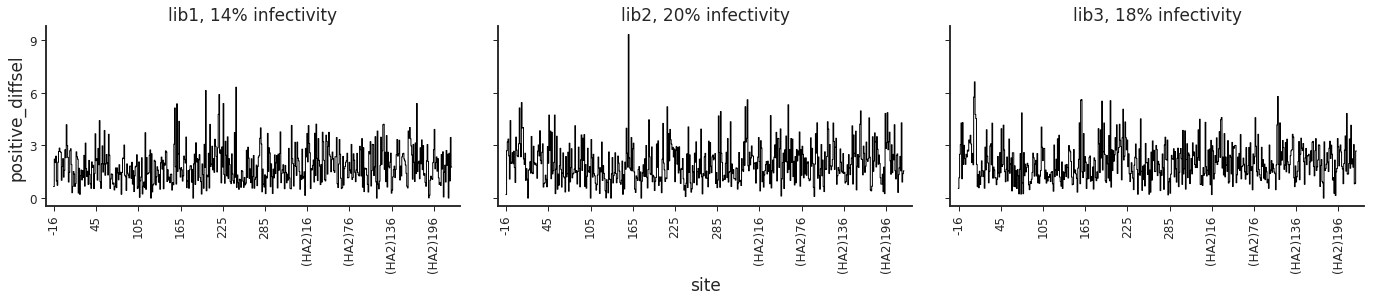 lib1, 14% infectivity
lib2, 20% infectivity
lib3, 18% infectivity
positive_diffsel
9
6
3
0
-16 45 105 165 225 285 (HA2)16 (HA2)76 (HA2)136 (HA2)196
-16 45 105 165 225 285 (HA2)16 (HA2)76 (HA2)136 (HA2)196
-16 45 105 165 225 285 (HA2)16 (HA2)76 (HA2)136 (HA2)196
site